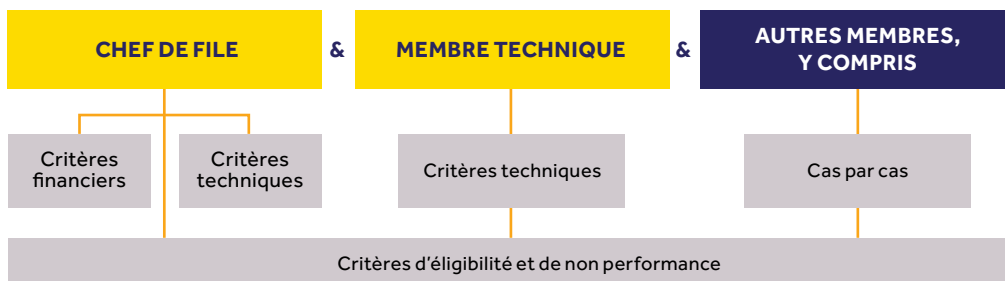 CHEF DE FILE
&
MEMBRE TECHNIQUE
&
AUTRES MEMBRES,
Y COMPRIS
Critères
financiers
Critères
techniques
Critères techniques
Cas par cas
Critères d'éligibilité et de non performance